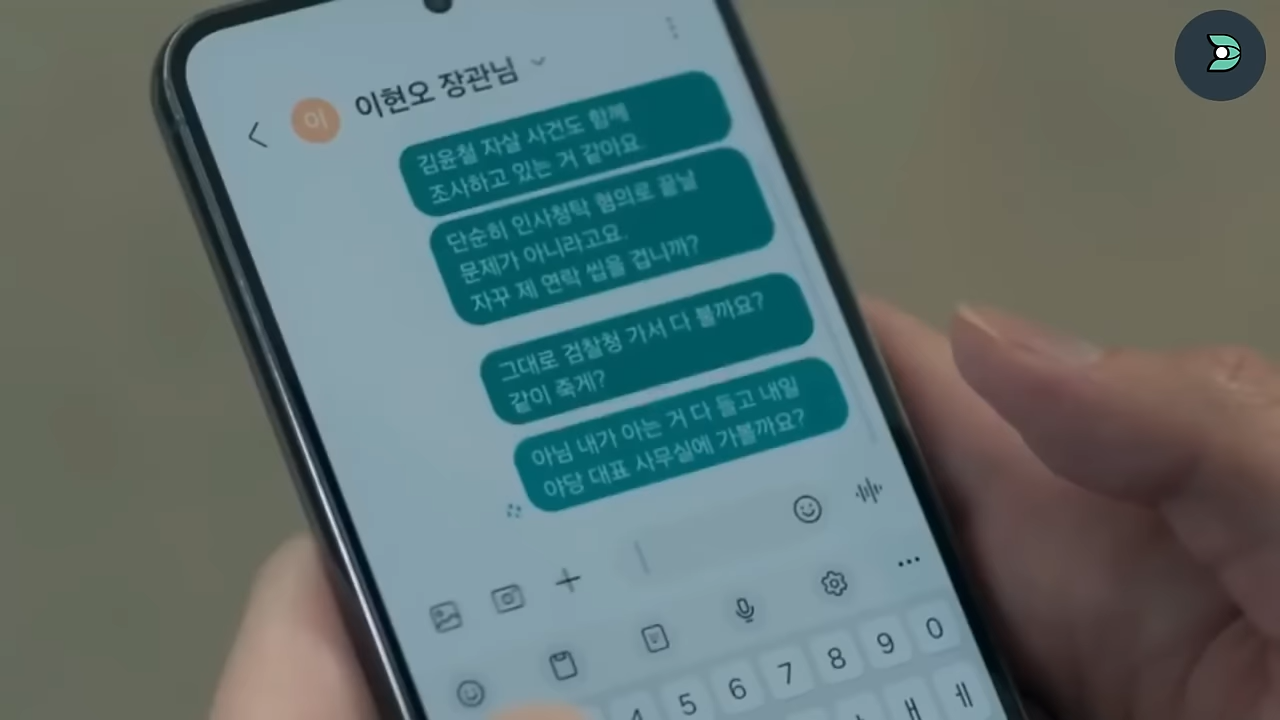 이현오 장관님
이
김윤철 자살 사건도 함께
조사하고 있는 거 같아요.
단순히 인사청탁 혐의로 끝날
문제가 아니라고요.
자꾸 제 연락 씹을 겁니까?
그대로 검찰청 가서 다 불까요?
같이 죽게?
아님 내가 아는 거 다 들고 내일
야당 대표 사무실에 가볼까요?
4 5 6 7 8 9 0
ㅐ ㅔ